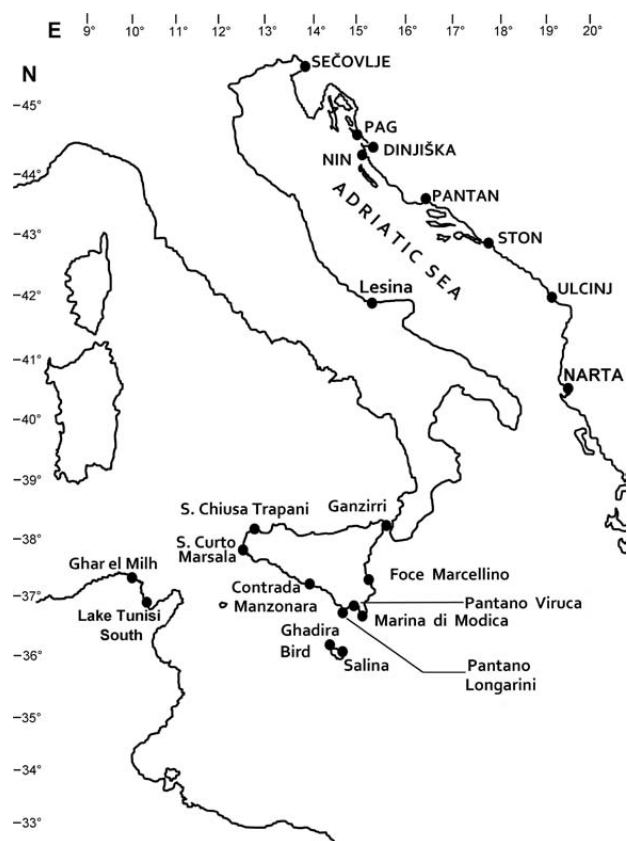 E
9° 10° 11° 12° 13° 14° 15° 16° 17° 18° 19° 20°
N
SEČOVLJE
-45°
PAG
DINJIŠKA
NIN
-44°
PANTAN
ADRIATIC SEA
-43°
STON
Lesina
ULCINJ
-42°
-41°
NARTA
-40°
-39°
S. Chiusa Trapani
Ganzirri
-38°
S. Curto
Marsala
Ghar el Milh
Foce Marcellino
-37°
Contrada
Manzonara
Pantano Viruca
Lake Tunisi
South
Marina di Modica
Ghadira
Bird
-36°
Salina
Pantano
Longarini
-35°
-34°
-33°